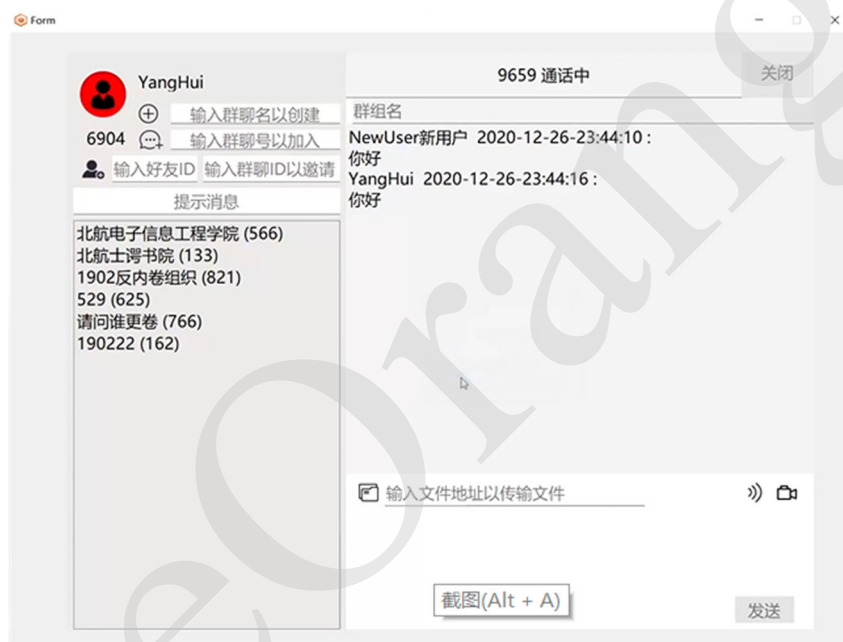 Form
YangHui
输入群聊名以创建
6904
输入群聊号以加入
输入好友ID
输入群聊ID以邀请
提示消息
北航电子信息工程学院 (566)
北航士谔书院 (133)
1902反内卷组织 (821)
529 (625)
请问谁更卷 (766)
190222 (162)
9659 通话中
关闭
群组名
NewUser新用户 2020-12-26-23:44:10 :
你好
YangHui 2020-12-26-23:44:16 :
你好
输入文件地址以传输文件
截图(Alt + A)
发送
eOrang